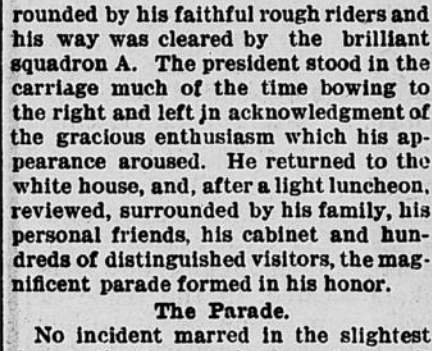 rounded by his faithful rough riders and
his way was cleared by the brilliant
squadron A. The president stood in the
carriage much of the time bowing to
the right and left in acknowledgment of
the gracious enthusiasm which his ap-
pearance aroused. He returned to the
white house, and, after a light luncheon,
reviewed, surrounded by his family, his
personal friends, his cabinet and hun-
dreds of distinguished visitors, the mag-
nificent parade formed in his honor.
The Parade.
No incident marred in the slightest